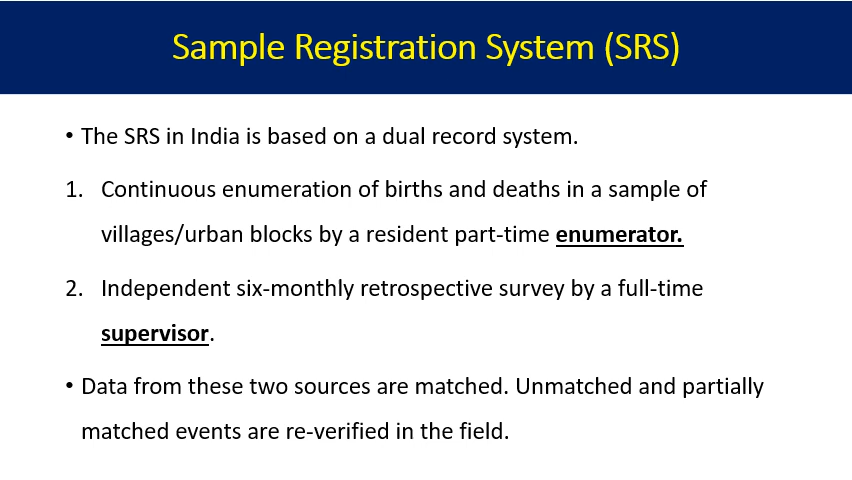 Sample Registration System (SRS)
• The SRS in India is based on a dual record system.
1. Continuous enumeration of births and deaths in a sample of
villages/urban blocks by a resident part-time enumerator.
2. Independent six-monthly retrospective survey by a full-time
supervisor.
• Data from these two sources are matched. Unmatched and partially
matched events are re-verified in the field.